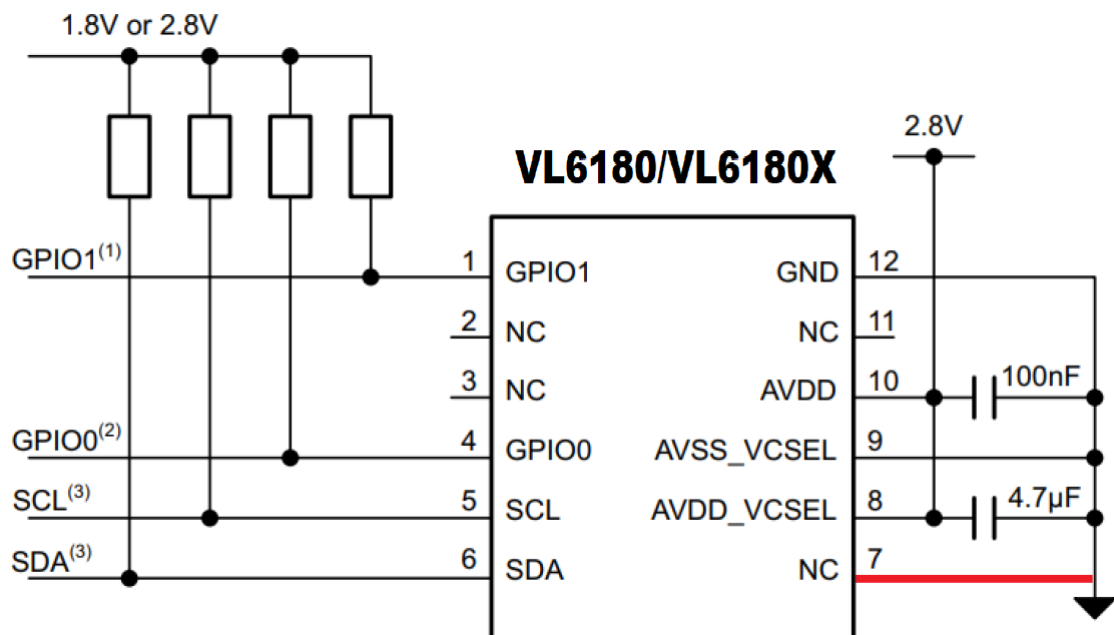 1.8V or 2.8V
2.8V
VL6180/VL6180X
GPIO1(1)
1
GPIO1
GND
12
2
NC
NC
11
3
NC
AVDD
10
100nF
GPIO0(2)
4
GPIO0
AVSS_VCSEL
9
SCL(3)
5
SCL
AVDD_VCSEL
8
4.7µF
SDA(3)
6
SDA
NC
7